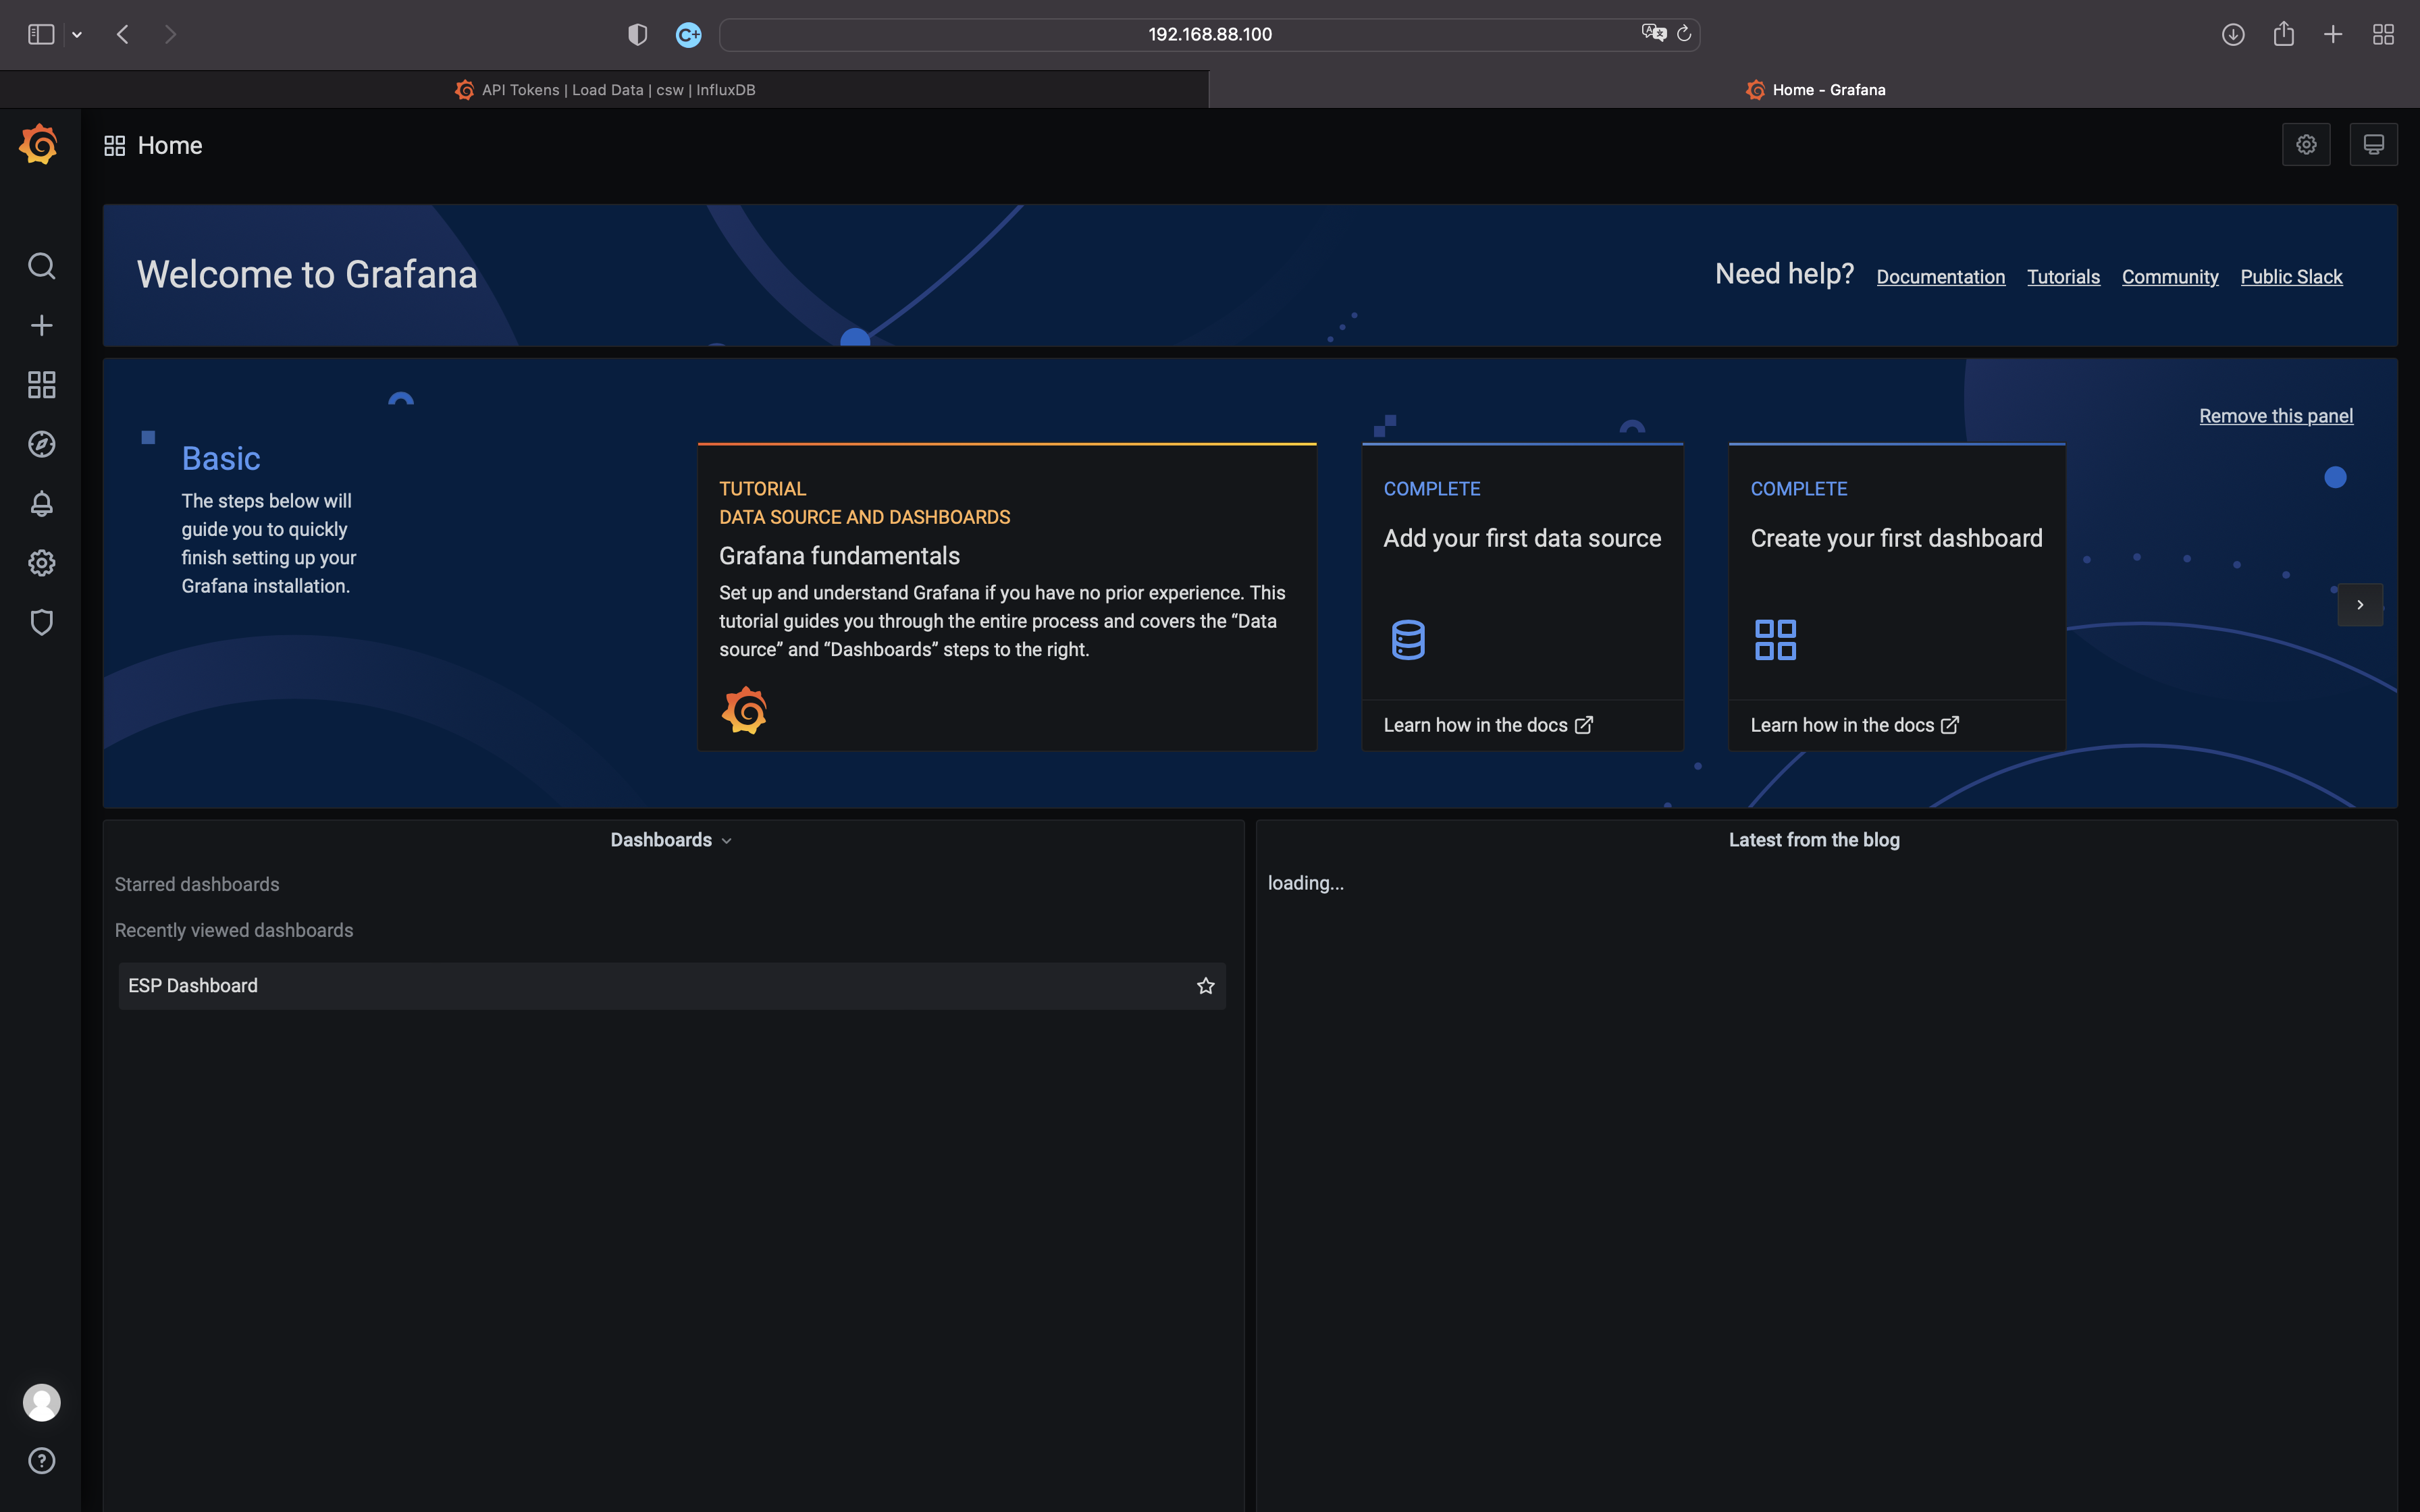 192.168.88.100
API Tokens | Load Data | csw | InfluxDB
Home - Grafana
Home
Welcome to Grafana
Need help? Documentation Tutorials Community Public Slack
Remove this panel
Basic
The steps below will
guide you to quickly
finish setting up your
Grafana installation.
TUTORIAL
DATA SOURCE AND DASHBOARDS
Grafana fundamentals
Set up and understand Grafana if you have no prior experience. This
tutorial guides you through the entire process and covers the “Data
source” and “Dashboards” steps to the right.
COMPLETE
Add your first data source
Learn how in the docs
COMPLETE
Create your first dashboard
Learn how in the docs
Dashboards
Starred dashboards
Recently viewed dashboards
ESP Dashboard
Latest from the blog
loading...